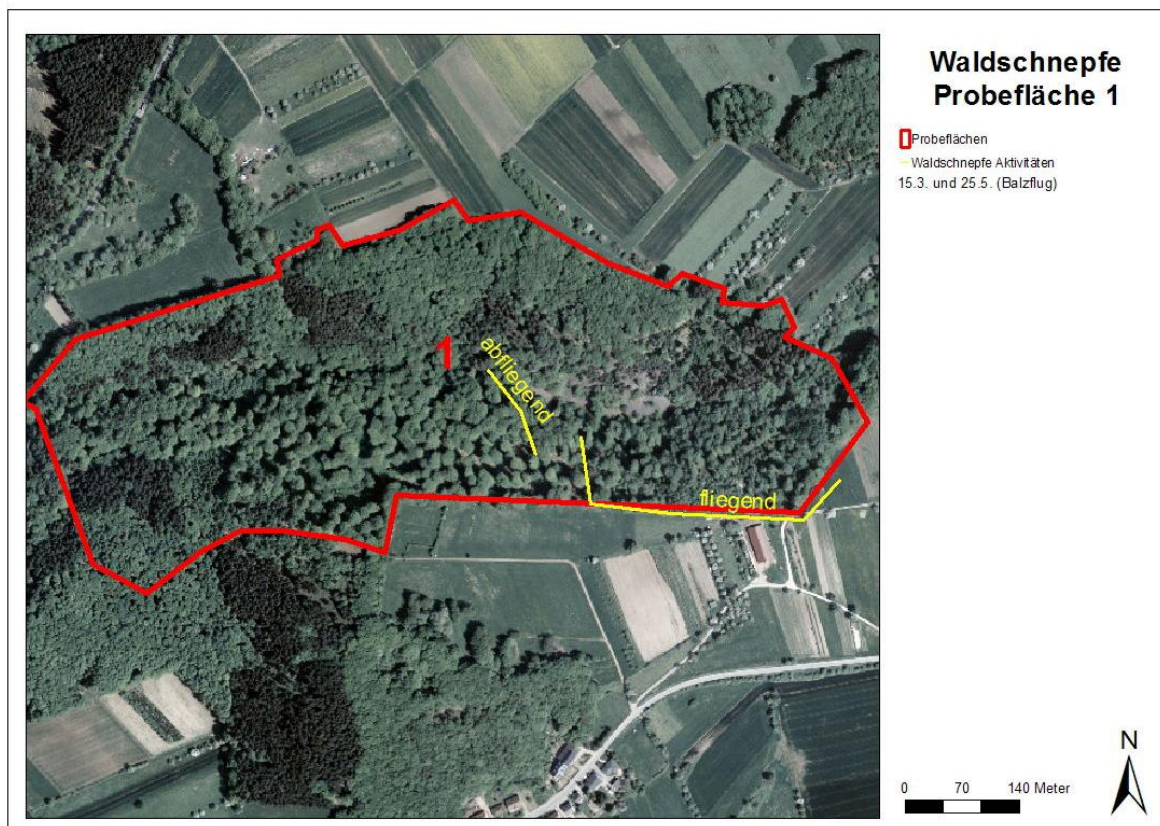 Waldschnepfe
Probefläche 1
Probeflächen
Waldschnepfe Aktivitäten
15.3. und 25.5. (Balzflug)
1
abfliegend
fliegend
N
0 70 140 Meter